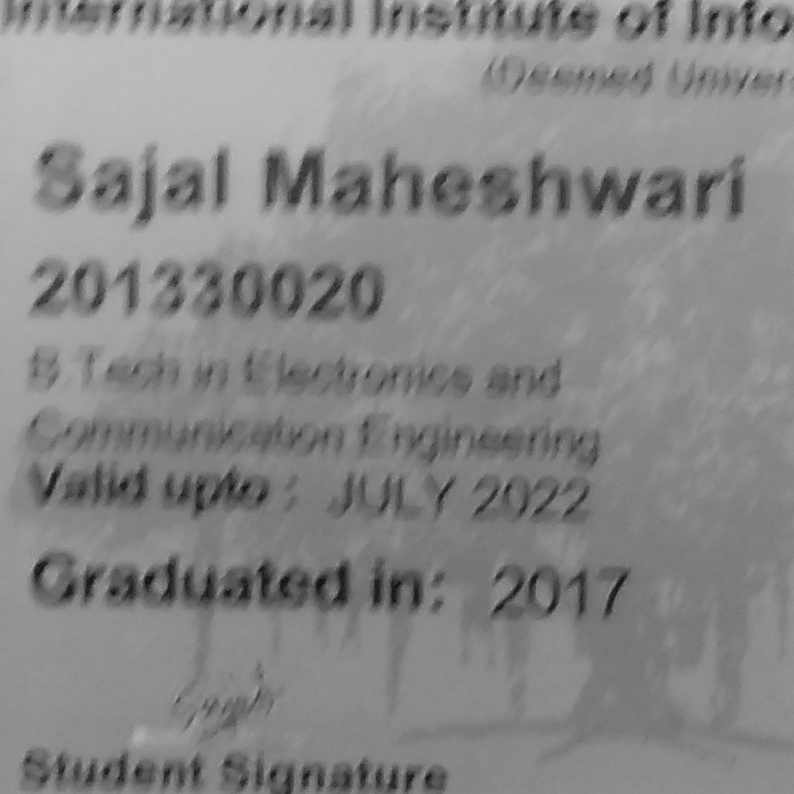 International Institute of Info
(Deemed Univer
Sajal Maheshwari
201330020
B.Tech in Electronics and
Communication Engineering
Valid upto : JULY 2022
Graduated in: 2017
Student Signature